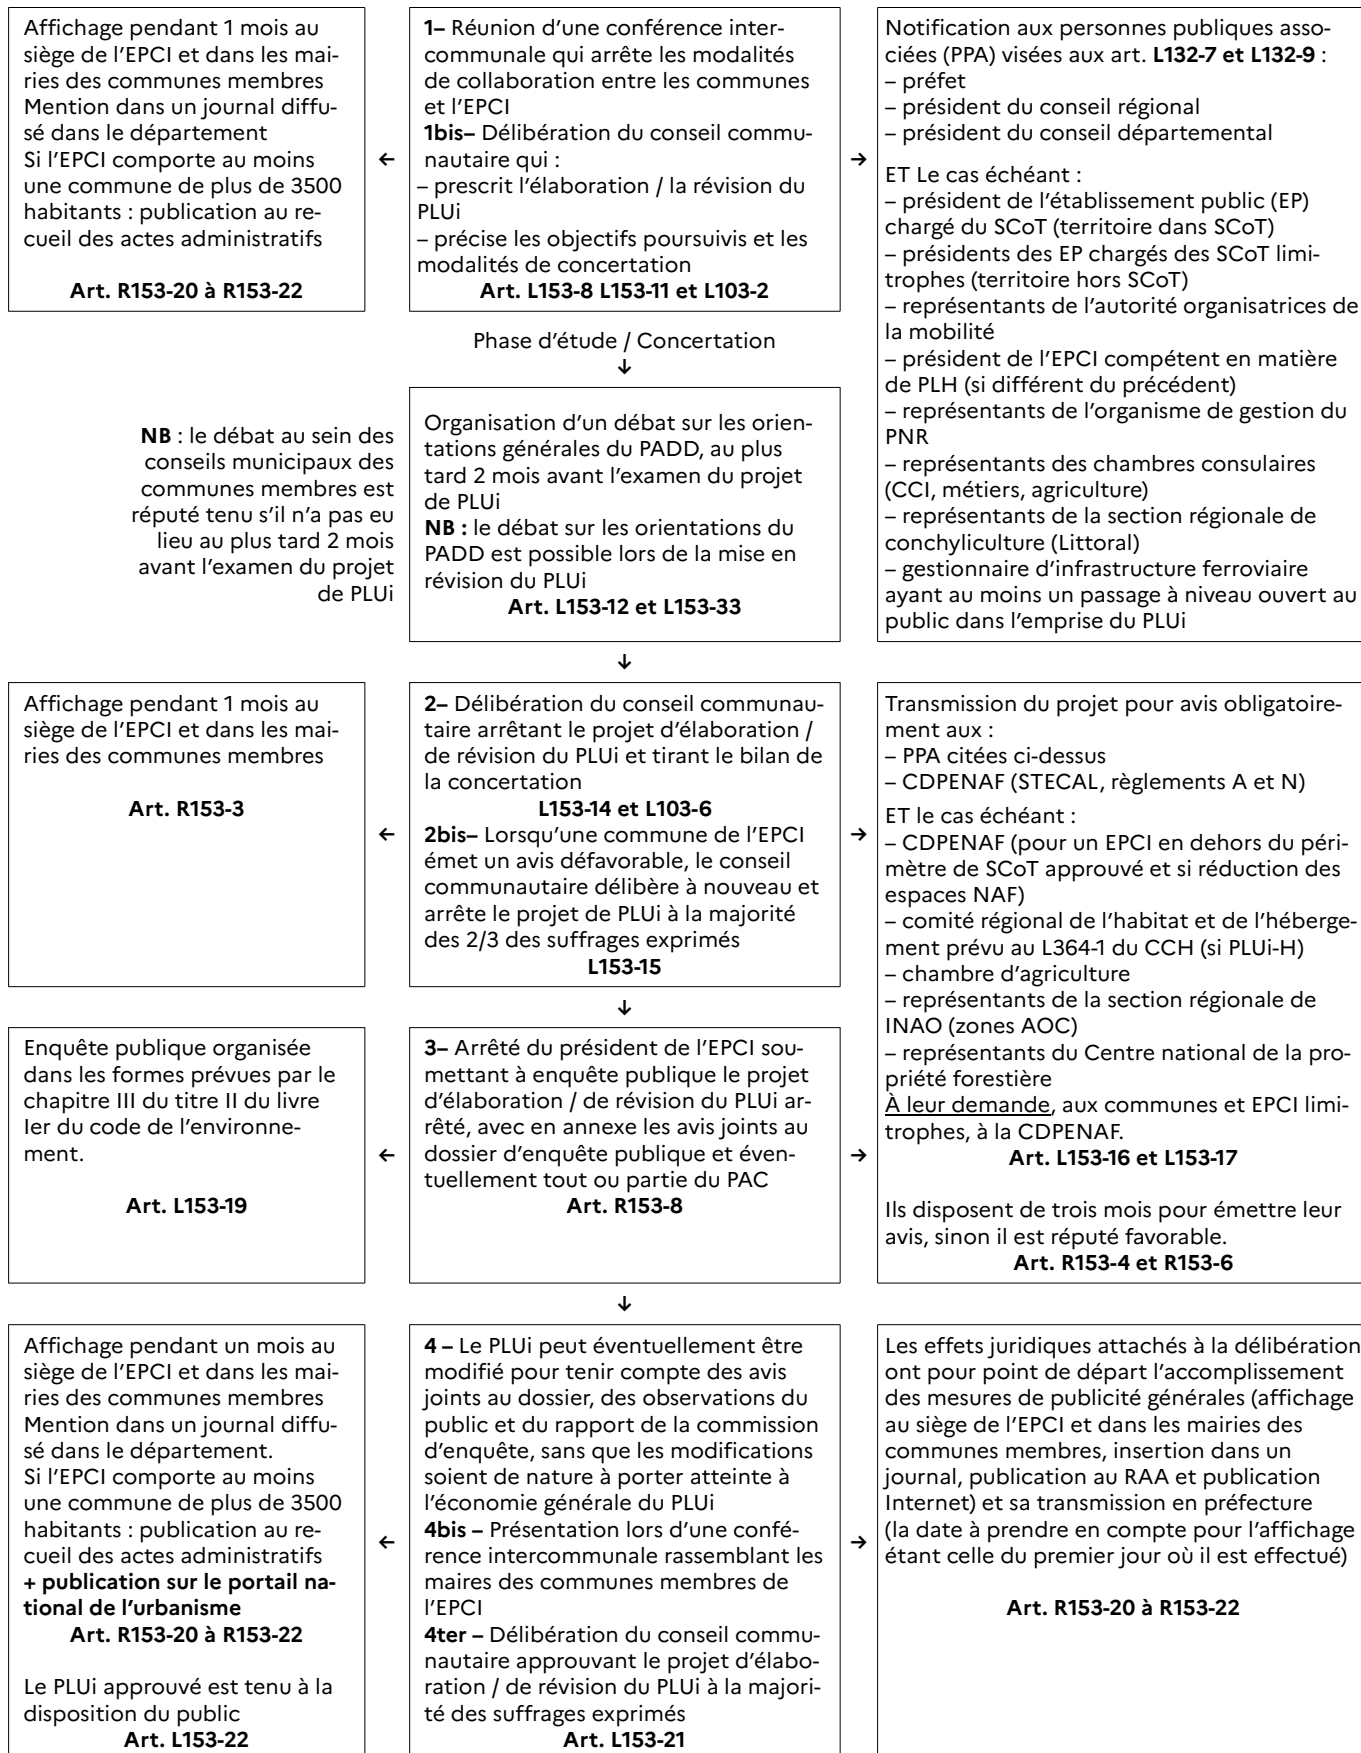 Affichage pendant 1 mois au
siège de l'EPCI et dans les mai-
ries des communes membres
Mention dans un journal diffu-
sé dans le département
Si l'EPCI comporte au moins
une commune de plus de 3500
habitants : publication au re-
cueil des actes administratifs
Art. R153-20 à R153-22
←
1– Réunion d'une conférence inter-
communale qui arrête les modalités
de collaboration entre les communes
et l'EPCI
1bis– Délibération du conseil commu-
nautaire qui :
– prescrit l'élaboration / la révision du
PLUi
– précise les objectifs poursuivis et les
modalités de concertation
Art. L153-8 L153-11 et L103-2
→
Notification aux personnes publiques asso-
ciées (PPA) visées aux art. L132-7 et L132-9 :
– préfet
– président du conseil régional
– président du conseil départemental
ET Le cas échéant :
– président de l'établissement public (EP)
chargé du SCoT (territoire dans SCoT)
– présidents des EP chargés des SCoT limi-
trophes (territoire hors SCoT)
– représentants de l'autorité organisatrices de
la mobilité
– président de l'EPCI compétent en matière
de PLH (si différent du précédent)
– représentants de l'organisme de gestion du
PNR
– représentants des chambres consulaires
(CCI, métiers, agriculture)
– représentants de la section régionale de
conchyliculture (Littoral)
– gestionnaire d'infrastructure ferroviaire
ayant au moins un passage à niveau ouvert au
public dans l'emprise du PLUi
Phase d'étude / Concertation
↓
NB : le débat au sein des
conseils municipaux des
communes membres est
réputé tenu s'il n'a pas eu
lieu au plus tard 2 mois
avant l'examen du projet
de PLUi
Organisation d'un débat sur les orien-
tations générales du PADD, au plus
tard 2 mois avant l'examen du projet
de PLUi
NB : le débat sur les orientations du
PADD est possible lors de la mise en
révision du PLUi
Art. L153-12 et L153-33
↓
Affichage pendant 1 mois au
siège de l'EPCI et dans les mai-
ries des communes membres
Art. R153-3
←
2– Délibération du conseil communau-
taire arrêtant le projet d'élaboration /
de révision du PLUi et tirant le bilan de
la concertation
L153-14 et L103-6
2bis– Lorsqu'une commune de l'EPCI
émet un avis défavorable, le conseil
communautaire délibère à nouveau et
arrête le projet de PLUi à la majorité
des 2/3 des suffrages exprimés
L153-15
→
Transmission du projet pour avis obligatoire-
ment aux :
– PPA citées ci-dessus
– CDPENAF (STECAL, règlements A et N)
ET le cas échéant :
– CDPENAF (pour un EPCI en dehors du péri-
mètre de SCoT approuvé et si réduction des
espaces NAF)
– comité régional de l'habitat et de l'héberge-
ment prévu au L364-1 du CCH (si PLUi-H)
– chambre d'agriculture
– représentants de la section régionale de
INAO (zones AOC)
– représentants du Centre national de la pro-
priété forestière
À leur demande, aux communes et EPCI limi-
trophes, à la CDPENAF.
Art. L153-16 et L153-17
Ils disposent de trois mois pour émettre leur
avis, sinon il est réputé favorable.
Art. R153-4 et R153-6
↓
Enquête publique organisée
dans les formes prévues par le
chapitre III du titre II du livre
Ier du code de l'environne-
ment.
Art. L153-19
←
3– Arrêté du président de l'EPCI sou-
mettant à enquête publique le projet
d'élaboration / de révision du PLUi ar-
rêté, avec en annexe les avis joints au
dossier d'enquête publique et éven-
tuellement tout ou partie du PAC
Art. R153-8
→
↓
Affichage pendant un mois au
siège de l'EPCI et dans les mai-
ries des communes membres
Mention dans un journal diffu-
sé dans le département.
Si l'EPCI comporte au moins
une commune de plus de 3500
habitants : publication au re-
cueil des actes administratifs
+ publication sur le portail na-
tional de l'urbanisme
Art. R153-20 à R153-22
Le PLUi approuvé est tenu à la
disposition du public
Art. L153-22
←
4 – Le PLUi peut éventuellement être
modifié pour tenir compte des avis
joints au dossier, des observations du
public et du rapport de la commission
d'enquête, sans que les modifications
soient de nature à porter atteinte à
l'économie générale du PLUi
4bis – Présentation lors d'une confé-
rence intercommunale rassemblant les
maires des communes membres de
l'EPCI
4ter – Délibération du conseil commu-
nautaire approuvant le projet d'élabo-
ration / de révision du PLUi à la majori-
té des suffrages exprimés
Art. L153-21
→
Les effets juridiques attachés à la délibération
ont pour point de départ l'accomplissement
des mesures de publicité générales (affichage
au siège de l'EPCI et dans les mairies des
communes membres, insertion dans un
journal, publication au RAA et publication
Internet) et sa transmission en préfecture
(la date à prendre en compte pour l'affichage
étant celle du premier jour où il est effectué)
Art. R153-20 à R153-22